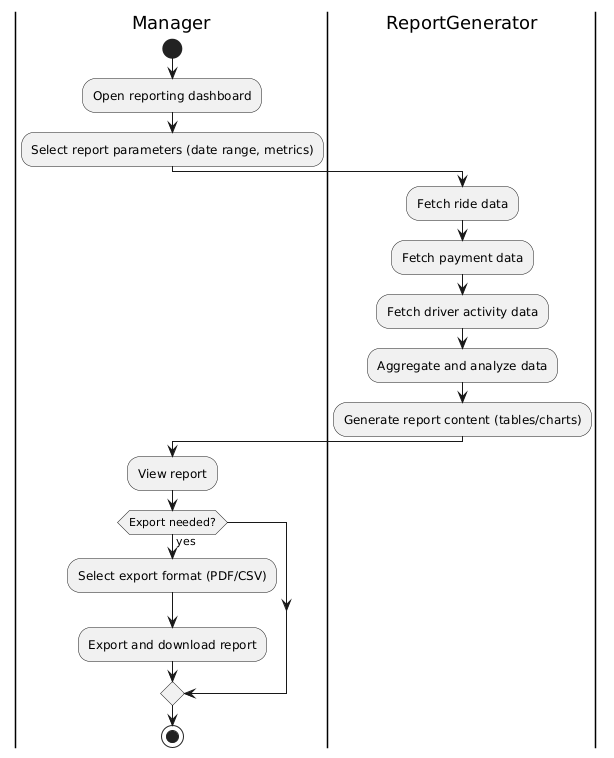 Manager
ReportGenerator
Open reporting dashboard
Select report parameters (date range, metrics)
Fetch ride data
Fetch payment data
Fetch driver activity data
Aggregate and analyze data
Generate report content (tables/charts)
View report
Export needed?
yes
Select export format (PDF/CSV)
Export and download report